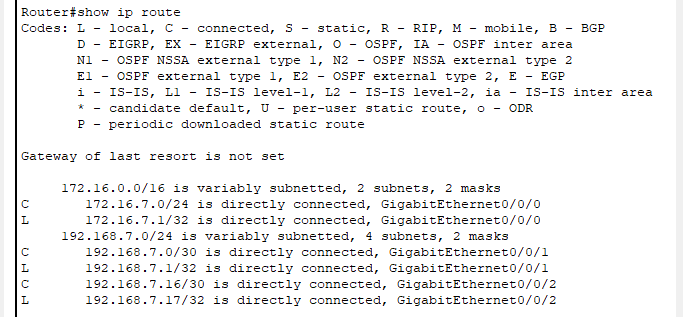 Router#show ip route
Codes: L - local, C - connected, S - static, R - RIP, M - mobile, B - BGP
       D - EIGRP, EX - EIGRP external, O - OSPF, IA - OSPF inter area
       N1 - OSPF NSSA external type 1, N2 - OSPF NSSA external type 2
       E1 - OSPF external type 1, E2 - OSPF external type 2, E - EGP
       i - IS-IS, L1 - IS-IS level-1, L2 - IS-IS level-2, ia - IS-IS inter area
       * - candidate default, U - per-user static route, o - ODR
       P - periodic downloaded static route

Gateway of last resort is not set

     172.16.0.0/16 is variably subnetted, 2 subnets, 2 masks
C       172.16.7.0/24 is directly connected, GigabitEthernet0/0/0
L       172.16.7.1/32 is directly connected, GigabitEthernet0/0/0
     192.168.7.0/24 is variably subnetted, 4 subnets, 2 masks
C       192.168.7.0/30 is directly connected, GigabitEthernet0/0/1
L       192.168.7.1/32 is directly connected, GigabitEthernet0/0/1
C       192.168.7.16/30 is directly connected, GigabitEthernet0/0/2
L       192.168.7.17/32 is directly connected, GigabitEthernet0/0/2